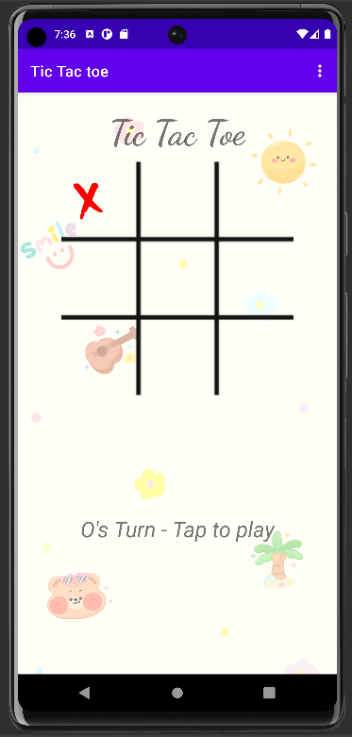 7:36
Tic Tac toe
Tic Tac Toe
X
smile
O's Turn - Tap to play